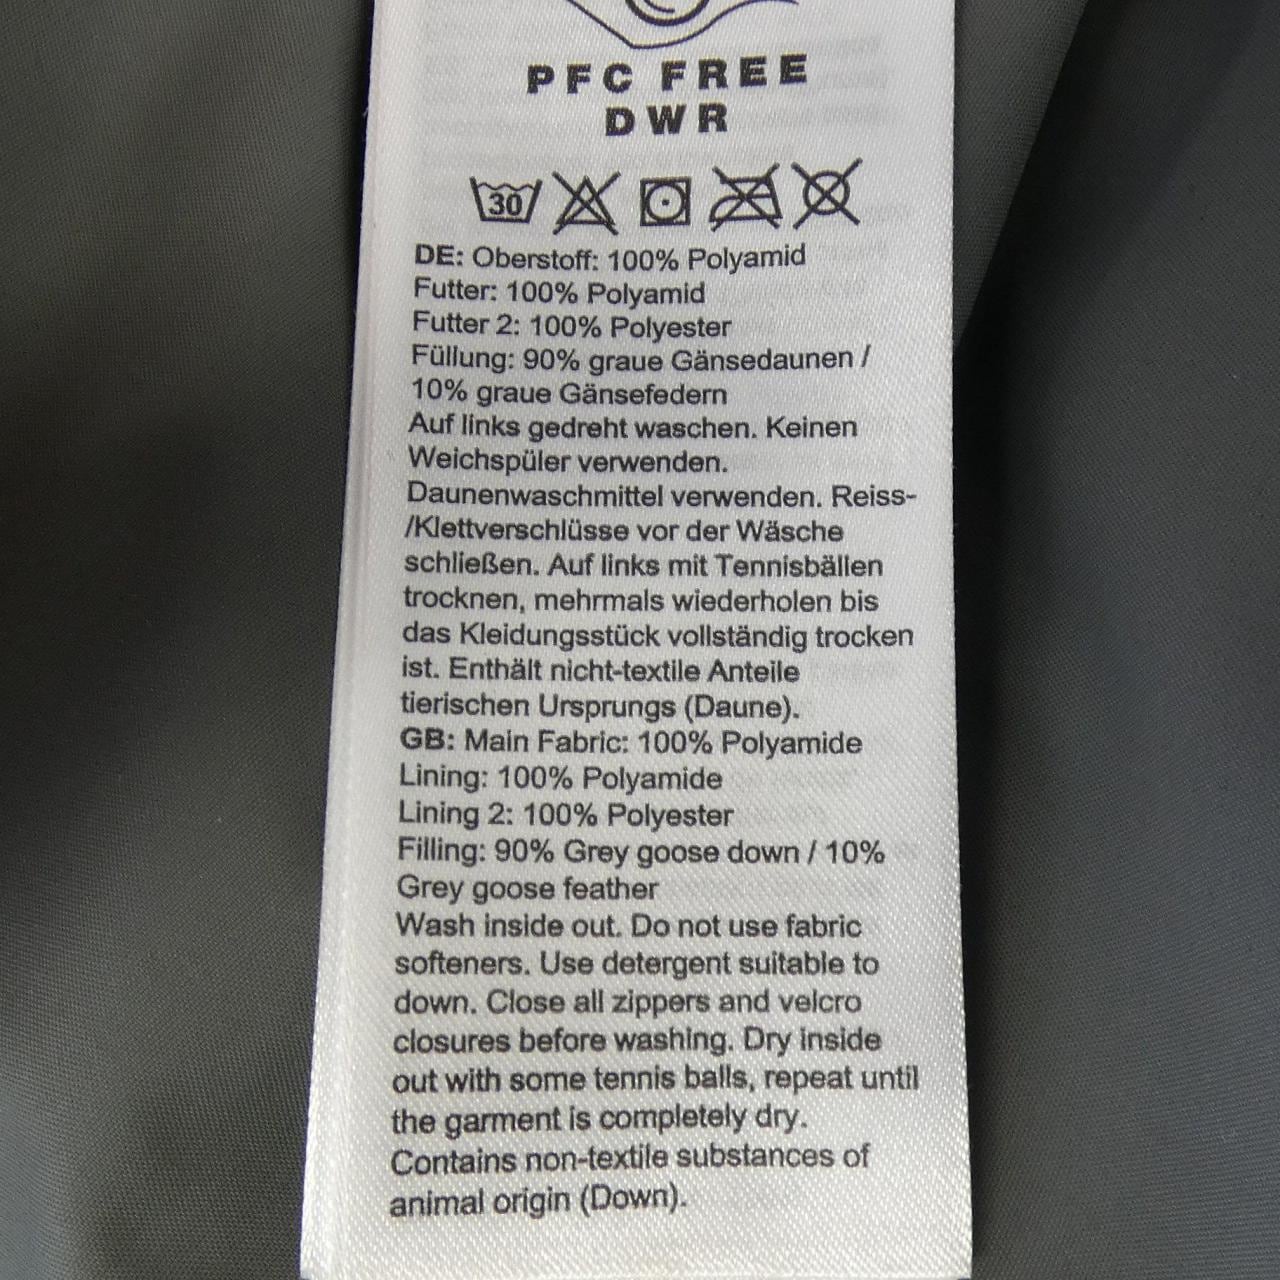 PFC FREE
DWR
30
DE: Oberstoff: 100% Polyamid
Futter: 100% Polyamid
Futter 2: 100% Polyester
Füllung: 90% graue Gänsedaunen /
10% graue Gänsefedern
Auf links gedreht waschen. Keinen
Weichspüler verwenden.
Daunenwaschmittel verwenden. Reiss-
/Klettverschlüsse vor der Wäsche
schließen. Auf links mit Tennisbällen
trocknen, mehrmals wiederholen bis
das Kleidungsstück vollständig trocken
ist. Enthält nicht-textile Anteile
tierischen Ursprungs (Daune).
GB: Main Fabric: 100% Polyamide
Lining: 100% Polyamide
Lining 2: 100% Polyester
Filling: 90% Grey goose down / 10%
Grey goose feather
Wash inside out. Do not use fabric
softeners. Use detergent suitable to
down. Close all zippers and velcro
closures before washing. Dry inside
out with some tennis balls, repeat until
the garment is completely dry.
Contains non-textile substances of
animal origin (Down).